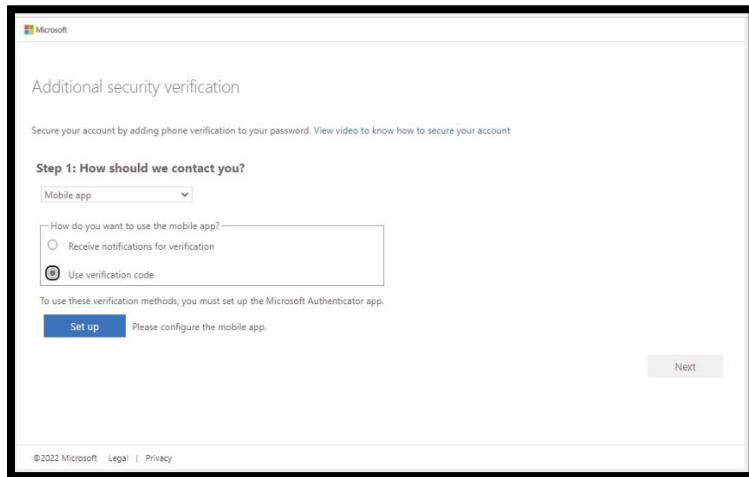 Microsoft
Additional security verification
Secure your account by adding phone verification to your password. View video to know how to secure your account
Step 1: How should we contact you?
Mobile app
How do you want to use the mobile app?
Receive notifications for verification
Use verification code
To use these verification methods, you must set up the Microsoft Authenticator app.
Set up Please configure the mobile app.
Next
©2022 Microsoft Legal | Privacy